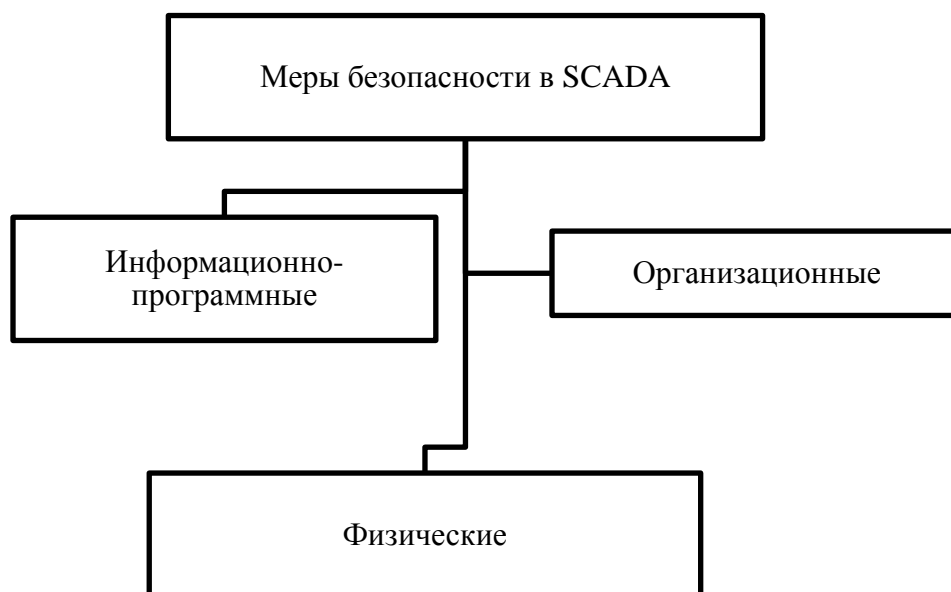 Меры безопасности в SCADA
Информационно-
программные
Организационные
Физические